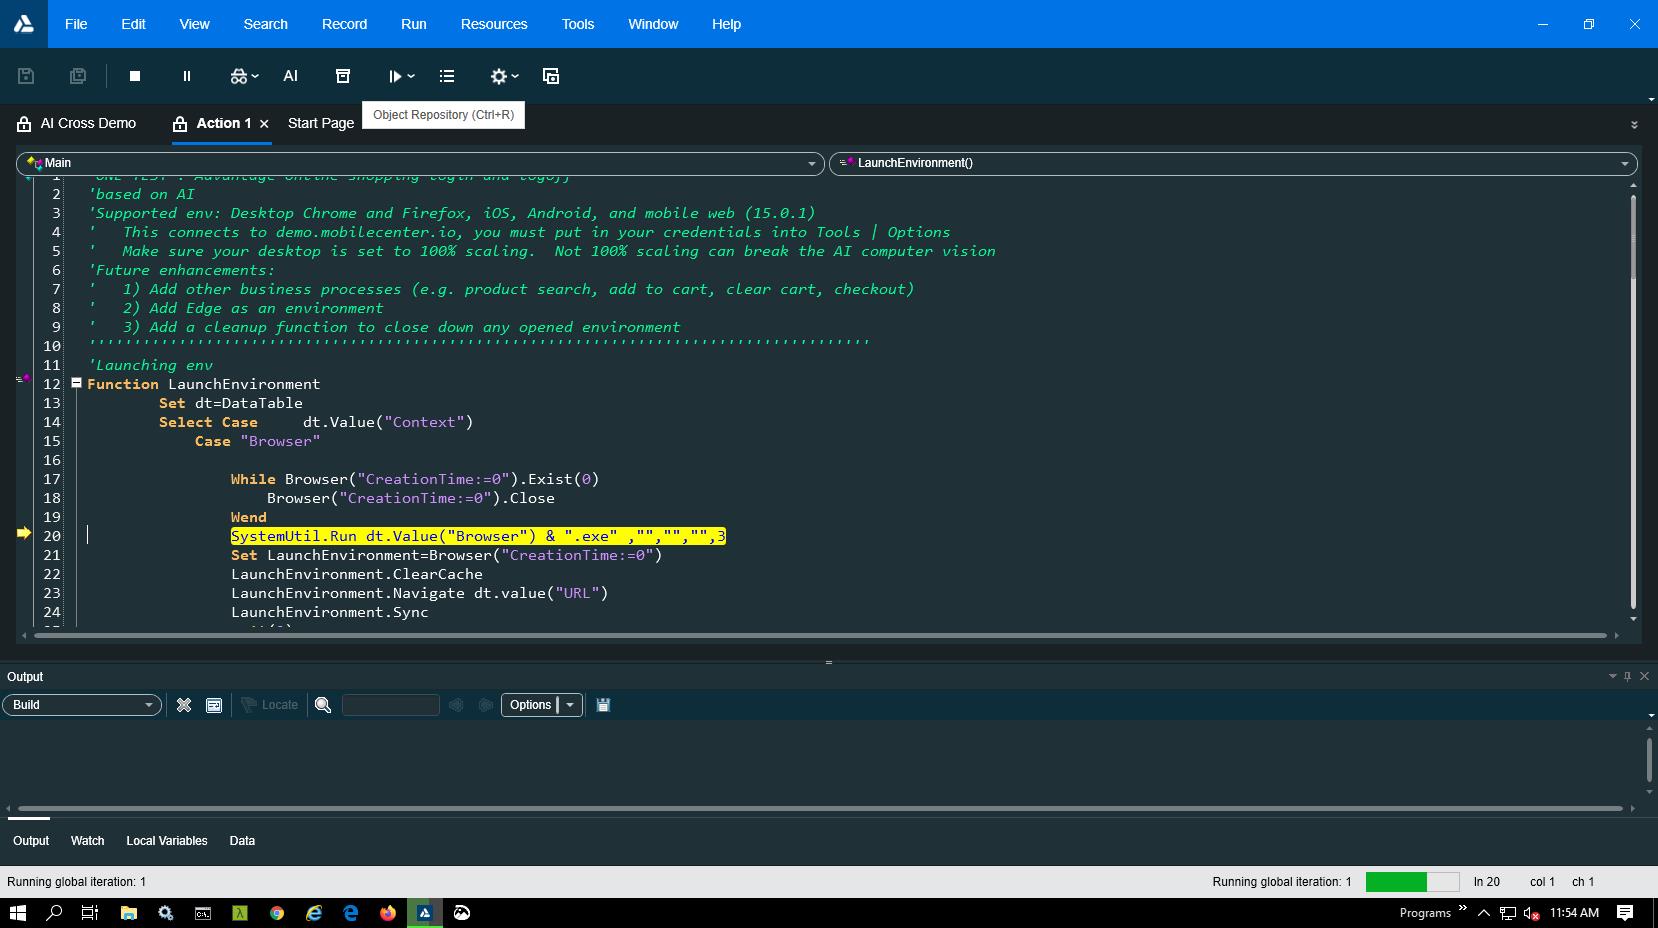 File Edit View Search Record Run Resources Tools Window Help
AI
Object Repository (Ctrl+R)
AI Cross Demo Action 1 Start Page
Main LaunchEnvironment()
2 'based on AI
3 'Supported env: Desktop Chrome and Firefox, iOS, Android, and mobile web (15.0.1)
4 '   This connects to demo.mobilecenter.io, you must put in your credentials into Tools | Options
5 '   Make sure your desktop is set to 100% scaling.  Not 100% scaling can break the AI computer vision
6 'Future enhancements:
7 '   1) Add other business processes (e.g. product search, add to cart, clear cart, checkout)
8 '   2) Add Edge as an environment
9 '   3) Add a cleanup function to close down any opened environment
10 '''''''''''''''''''''''''''''''''''''''''''''''''''''''''''''''''''''''''''''''''''''''
11 'Launching env
12 Function LaunchEnvironment
13 Set dt=DataTable
14 Select Case dt.Value("Context")
15 Case "Browser"
16
17 While Browser("CreationTime:=0").Exist(0)
18 Browser("CreationTime:=0").Close
19 Wend
20 SystemUtil.Run dt.Value("Browser") & ".exe" ,"","","",3
21 Set LaunchEnvironment=Browser("CreationTime:=0")
22 LaunchEnvironment.ClearCache
23 LaunchEnvironment.Navigate dt.value("URL")
24 LaunchEnvironment.Sync
Output
Build Locate Options
Output Watch Local Variables Data
Running global iteration: 1 Running global iteration: 1 ln 20 col 1 ch 1
Programs 11:54 AM